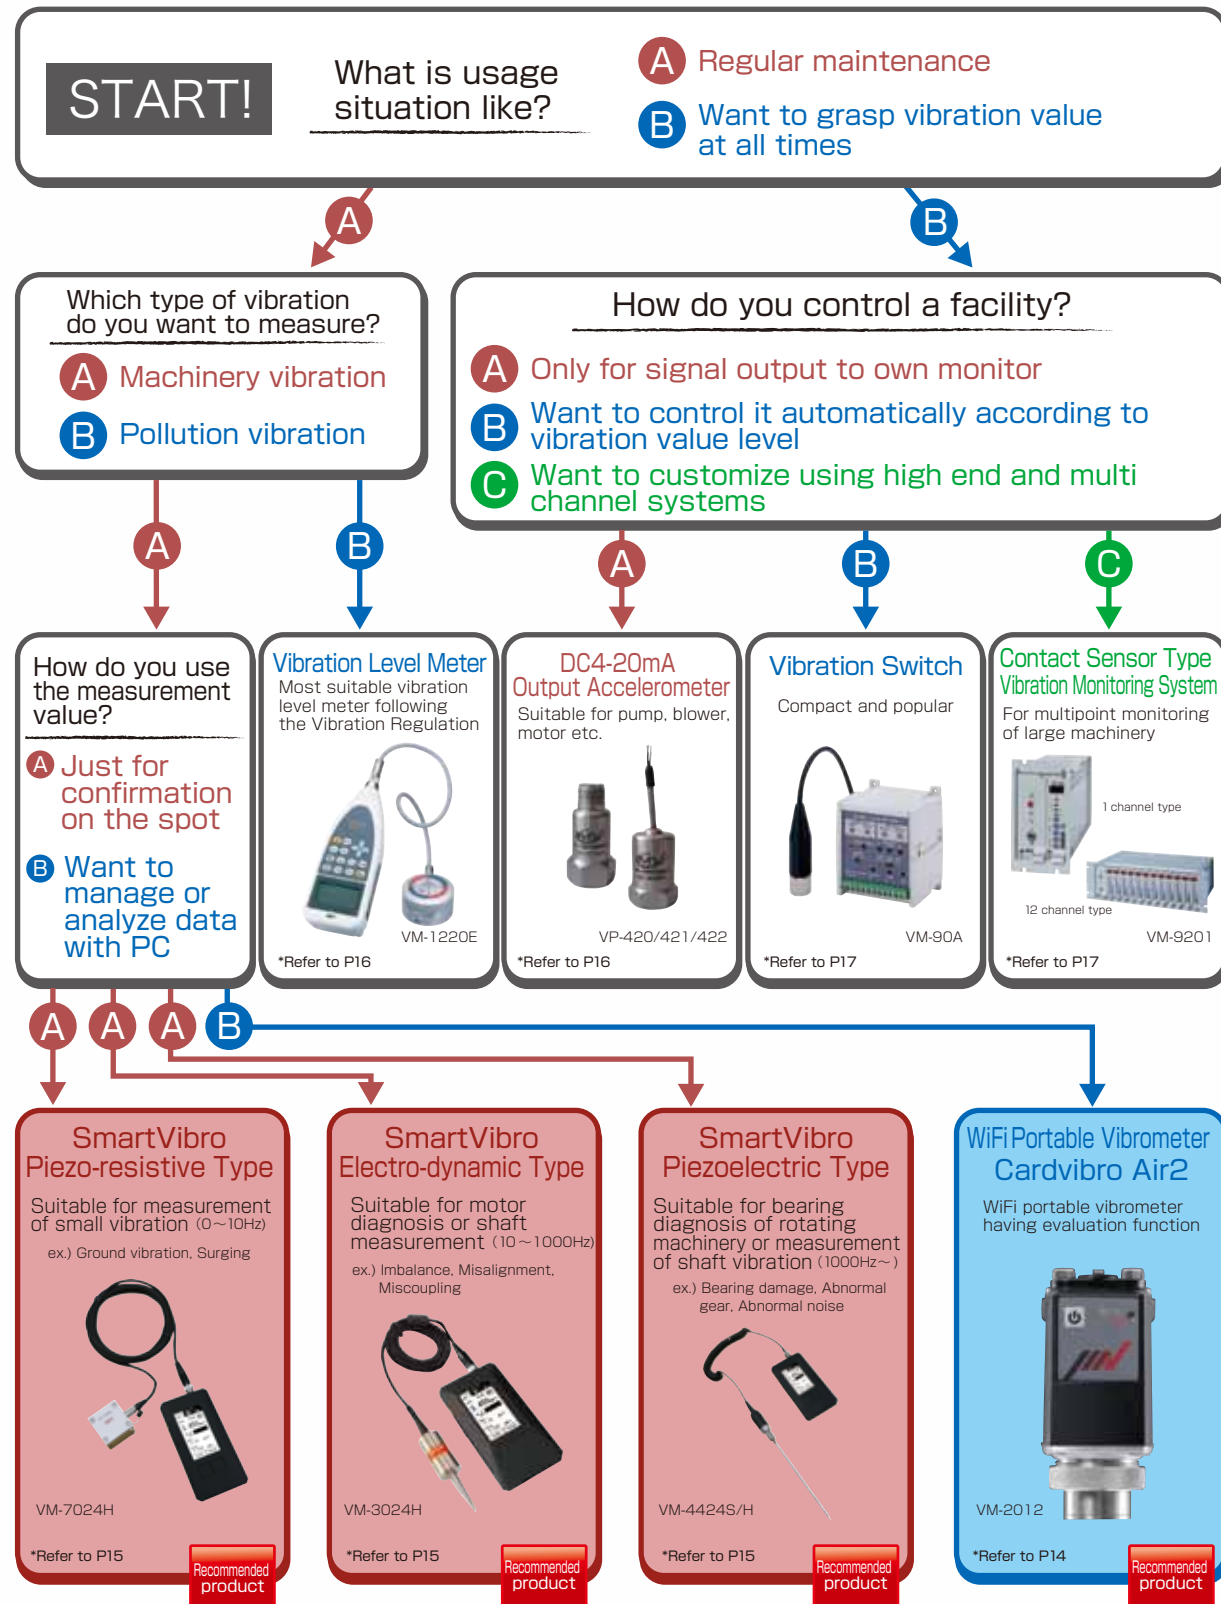 START!
What is usage
situation like?
A Regular maintenance
B Want to grasp vibration value
at all times
A
B
Which type of vibration
do you want to measure?
A Machinery vibration
B Pollution vibration
How do you control a facility?
A Only for signal output to own monitor
B Want to control it automatically according to
vibration value level
C Want to customize using high end and multi
channel systems
A
B
A
B
C
How do you use
the measurement
value?
A Just for
confirmation
on the spot
B Want to
manage or
analyze data
with PC
Vibration Level Meter
Most suitable vibration
level meter following
the Vibration Regulation
VM-1220E
*Refer to P16
DC4-20mA
Output Accelerometer
Suitable for pump, blower,
motor etc.
VP-420/421/422
*Refer to P16
Vibration Switch
Compact and popular
VM-90A
*Refer to P17
Contact Sensor Type
Vibration Monitoring System
For multipoint monitoring
of large machinery
1 channel type
12 channel type
VM-9201
*Refer to P17
A
A
A
B
SmartVibro
Piezo-resistive Type
Suitable for measurement
of small vibration (0～10Hz)
ex.) Ground vibration, Surging
VM-7024H
*Refer to P15
Recommended
product
SmartVibro
Electro-dynamic Type
Suitable for motor
diagnosis or shaft
measurement (10～1000Hz)
ex.) Imbalance, Misalignment,
Miscoupling
VM-3024H
*Refer to P15
Recommended
product
SmartVibro
Piezoelectric Type
Suitable for bearing
diagnosis of rotating
machinery or measurement
of shaft vibration (1000Hz～)
ex.) Bearing damage, Abnormal
gear, Abnormal noise
VM-4424S/H
*Refer to P15
Recommended
product
WiFi Portable Vibrometer
Cardvibro Air2
WiFi portable vibrometer
having evaluation function
VM-2012
*Refer to P14
Recommended
product